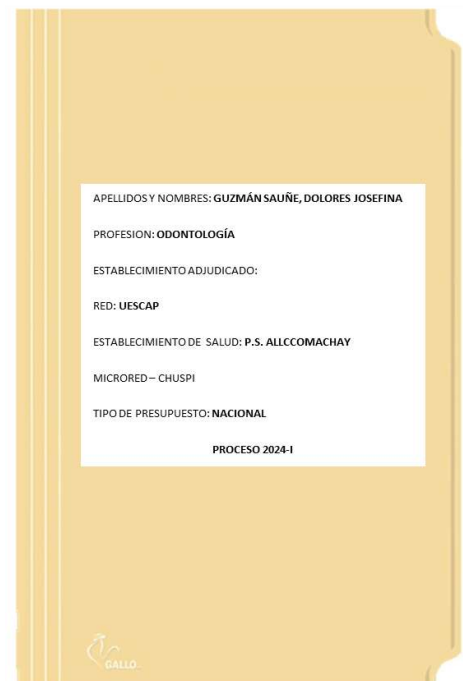 APELLIDOS Y NOMBRES: GUZMÁN SAUÑE, DOLORES JOSEFINA
PROFESION: ODONTOLOGÍA
ESTABLECIMIENTO ADJUDICADO:
RED: UESCAP
ESTABLECIMIENTO DE SALUD: P.S. ALLCCOMACHAY
MICRORED – CHUSPI
TIPO DE PRESUPUESTO: NACIONAL
PROCESO 2024-I
GALLO